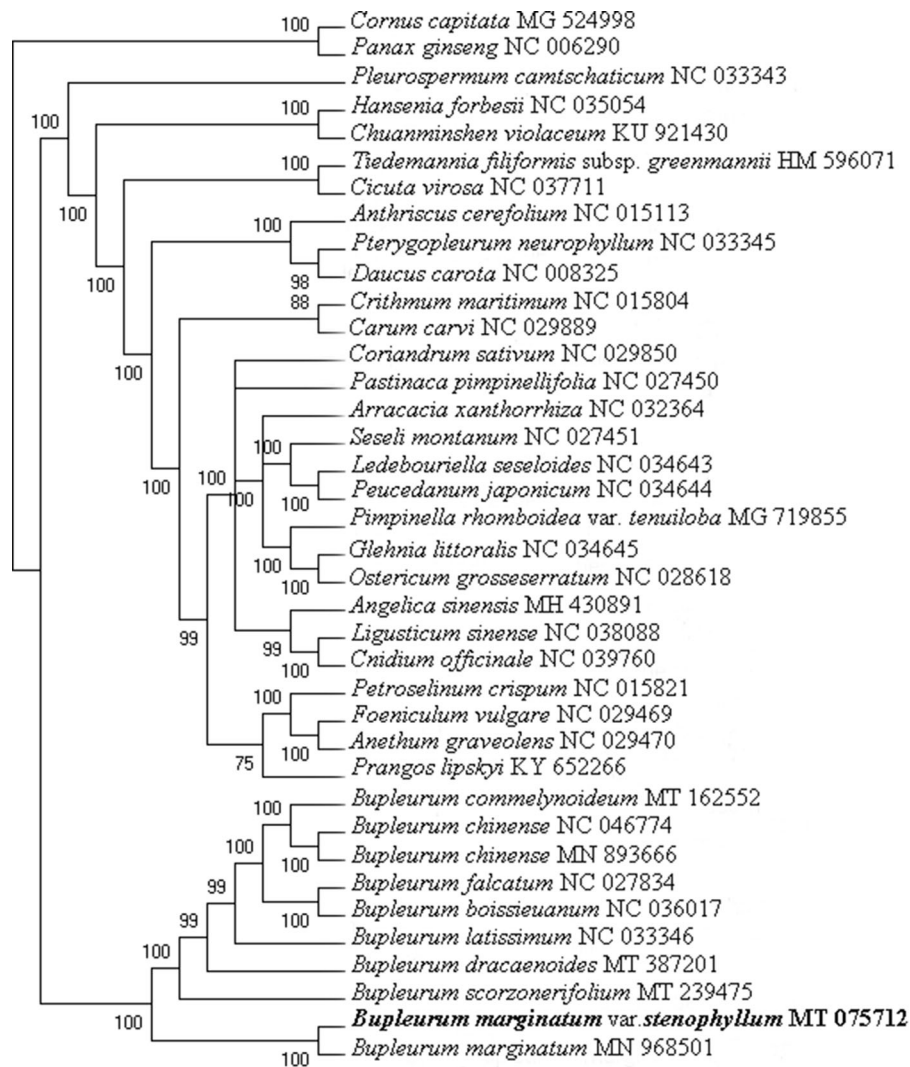 100 Cornus capitata MG 524998
Panax ginseng NC 006290
Pleurospermum camtschaticum NC 033343
100 100 Hansenia forbesii NC 035054
Chuanminshen violaceum KU 921430
100 Tiedemannia filiformis subsp. greenmannii HM 596071
Cicuta virosa NC 037711
100 100 Anthriscus cerefolium NC 015113
Pterygopleurum neurophyllum NC 033345
100 98 Daucus carota NC 008325
88 Crithmum maritimum NC 015804
Carum carvi NC 029889
100 Coriandrum sativum NC 029850
Pastinaca pimpinellifolia NC 027450
Arracacia xanthorrhiza NC 032364
100 Seseli montanum NC 027451
100 100 Ledebouriella seseloides NC 034643
100 100 Peucedanum japonicum NC 034644
Pimpinella rhomboidea var. tenuiloba MG 719855
100 Glehnia littoralis NC 034645
100 Ostericum grosseserratum NC 028618
Angelica sinensis MH 430891
99 99 Ligusticum sinense NC 038088
100 Cnidium officinale NC 039760
100 Petroselinum crispum NC 015821
Foeniculum vulgare NC 029469
75 100 Anethum graveolens NC 029470
Prangos lipskyi KY 652266
100 Bupleurum commelynoideum MT 162552
100 Bupleurum chinense NC 046774
100 Bupleurum chinense MN 893666
99 Bupleurum falcatum NC 027834
99 100 Bupleurum boissieuanum NC 036017
100 Bupleurum latissimum NC 033346
Bupleurum dracaenoides MT 387201
Bupleurum scorzonerifolium MT 239475
100 Bupleurum marginatum var.stenophyllum MT 075712
100 Bupleurum marginatum MN 968501